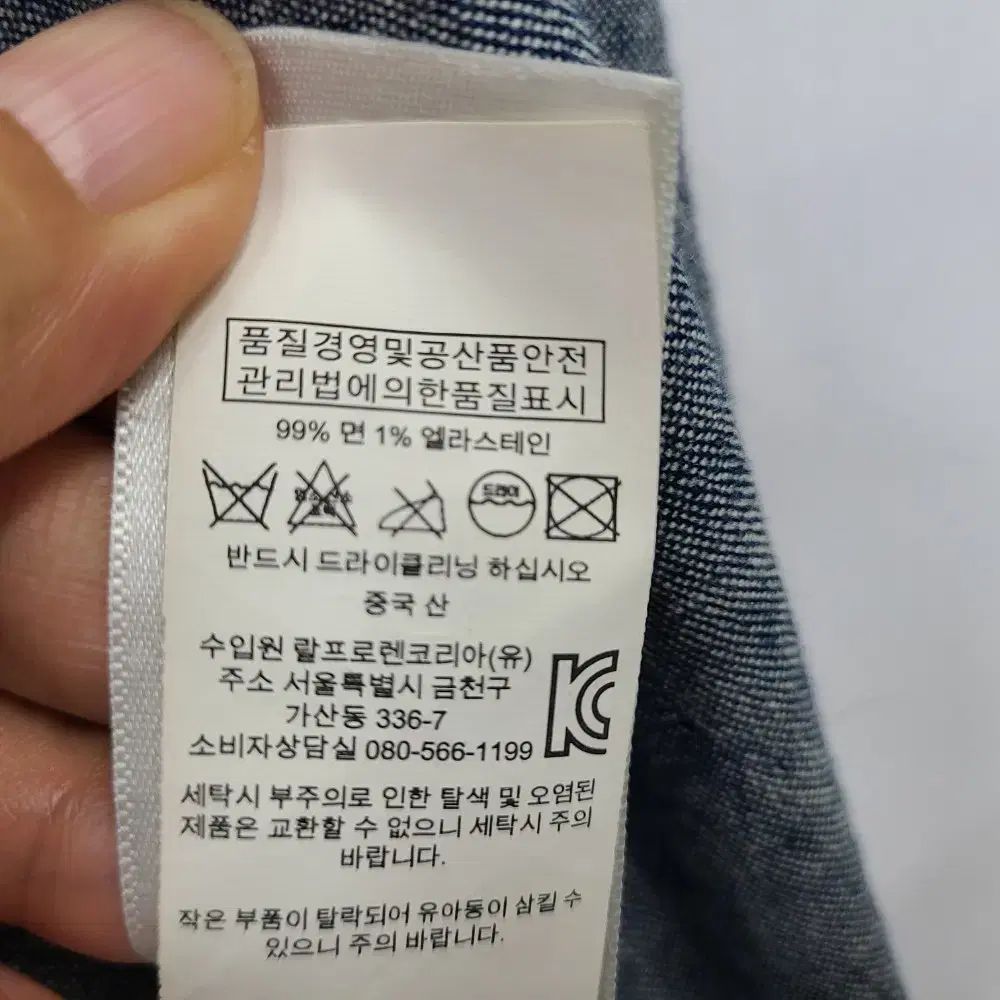 품질경영및공산품안전
관리법에의한품질표시
99% 면 1% 엘라스테인
드라이
반드시 드라이클리닝 하십시오
중국 산
수입원 랄프로렌코리아(유)
주소 서울특별시 금천구
가산동 336-7
소비자상담실 080-566-1199
세탁시 부주의로 인한 탈색 및 오염된
제품은 교환할 수 없으니 세탁시 주의
바랍니다.
작은 부품이 탈락되어 유아동이 삼킬 수
있으니 주의 바랍니다.